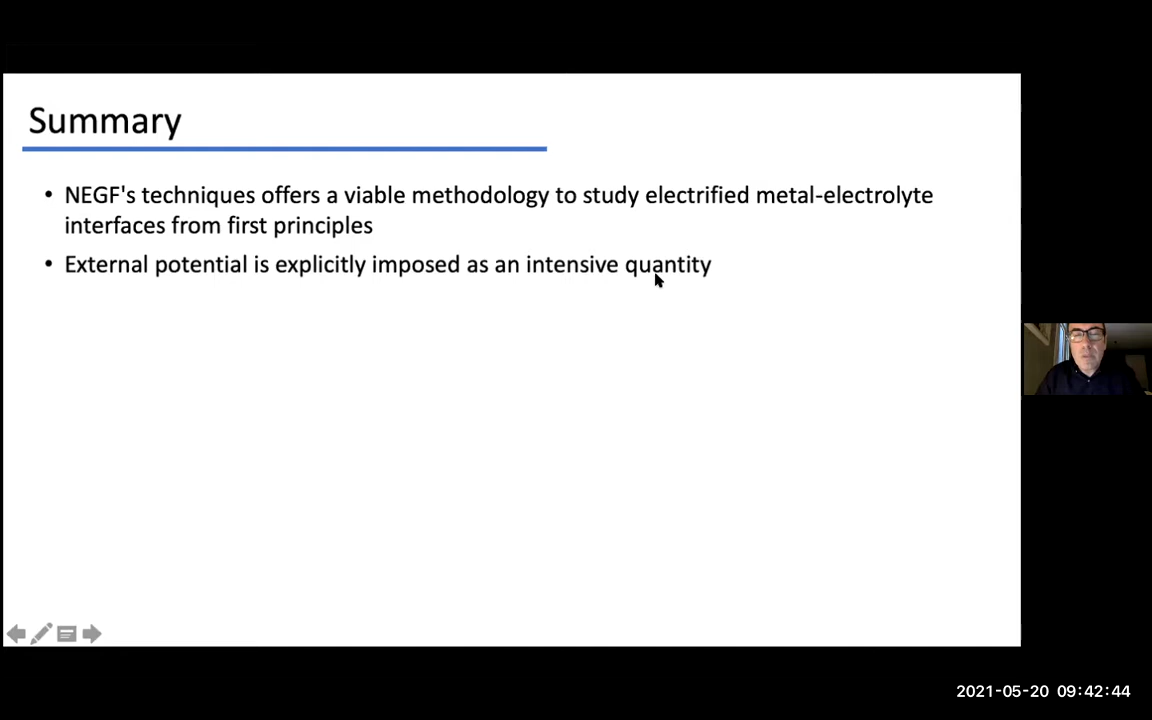 Summary
• NEGF's techniques offers a viable methodology to study electrified metal-electrolyte
interfaces from first principles
• External potential is explicitly imposed as an intensive quantity
2021-05-20 09:42:44